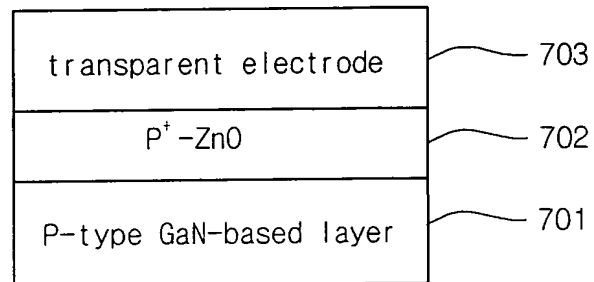 transparent electrode 703
P⁺-ZnO 702
P-type GaN-based layer 701